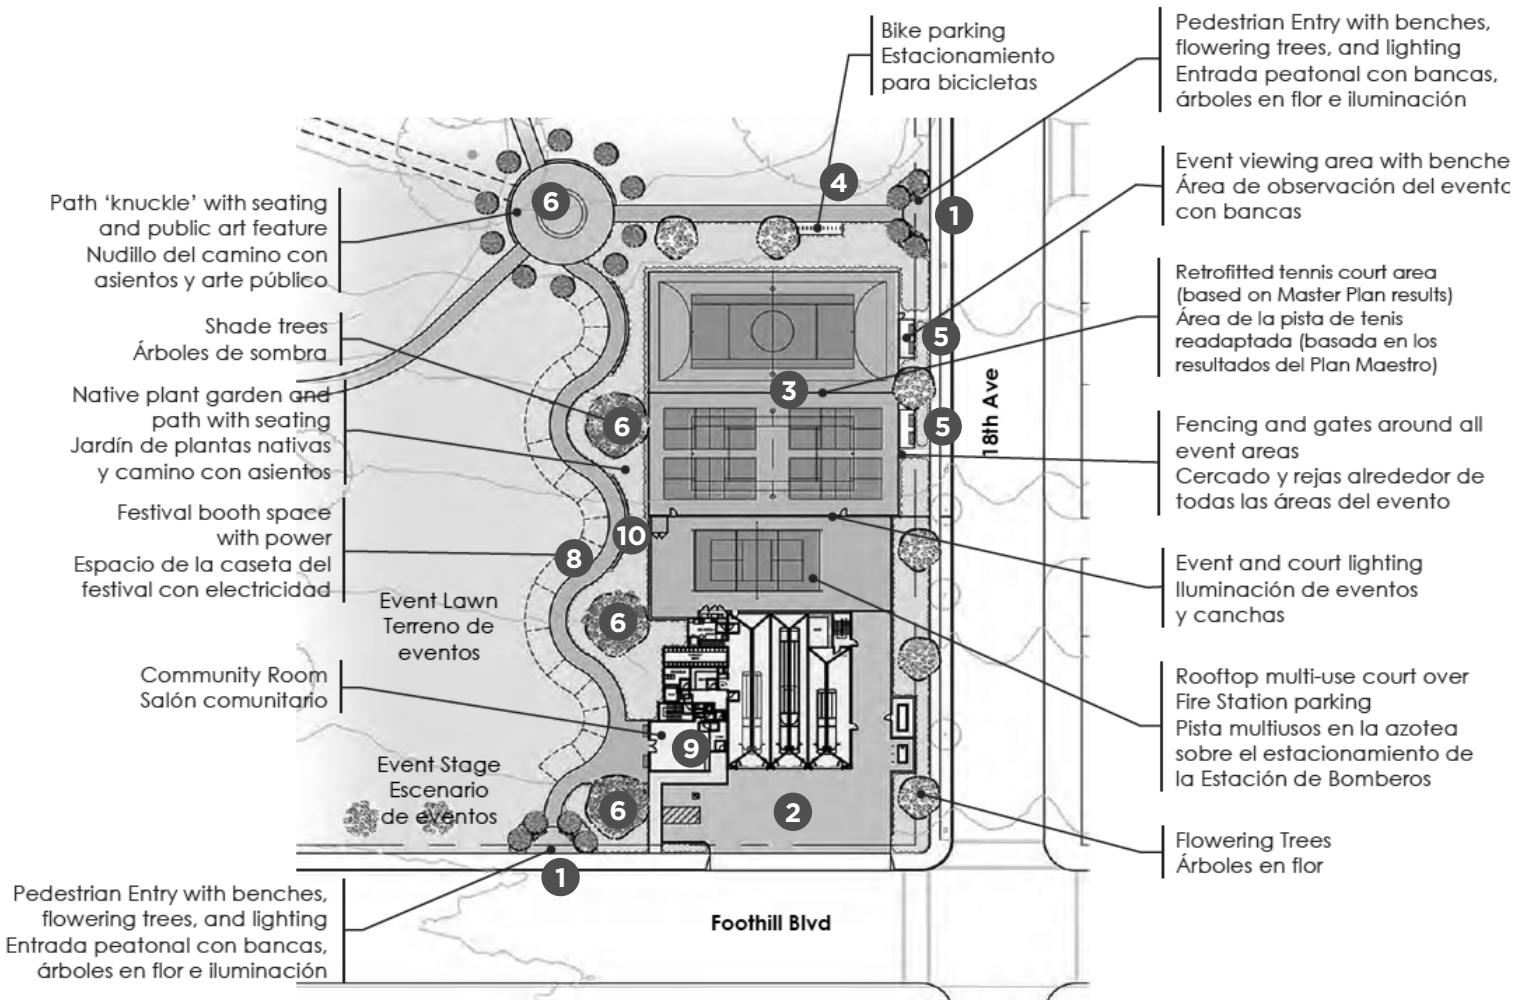 Bike parking
Estacionamiento
para bicicletas
Pedestrian Entry with benches,
flowering trees, and lighting
Entrada peatonal con bancas,
árboles en flor e iluminación
Event viewing area with benche
Área de observación del evento
con bancas
Retrofitted tennis court area
(based on Master Plan results)
Área de la pista de tenis
readaptada (basada en los
resultados del Plan Maestro)
Fencing and gates around all
event areas
Cercado y rejas alrededor de
todas las áreas del evento
Event and court lighting
Iluminación de eventos
y canchas
Rooftop multi-use court over
Fire Station parking
Pista multiusos en la azotea
sobre el estacionamiento de
la Estación de Bomberos
Flowering Trees
Árboles en flor
Path ‘knuckle’ with seating
and public art feature
Nudillo del camino con
asientos y arte público
Shade trees
Árboles de sombra
Native plant garden and
path with seating
Jardín de plantas nativas
y camino con asientos
Festival booth space
with power
Espacio de la caseta del
festival con electricidad
Community Room
Salón comunitario
Pedestrian Entry with benches,
flowering trees, and lighting
Entrada peatonal con bancas,
árboles en flor e iluminación
Event Lawn
Terreno de
eventos
Event Stage
Escenario
de eventos
18th Ave
Foothill Blvd
4
6
1
5
3
5
6
10
8
6
9
6
2
1